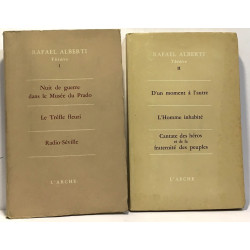 RAFAEL ALBERTI
Théâtre
I
Nuit de guerre
dans le Musée du Prado
Le Trèfle fleuri
Radio-Séville
L'ARCHE
RAFAEL ALBERTI
Théâtre
II
D'un moment à l'autre
L'Homme inhabité
Cantate des héros
et de la
fraternité des peuples
L'ARCHE